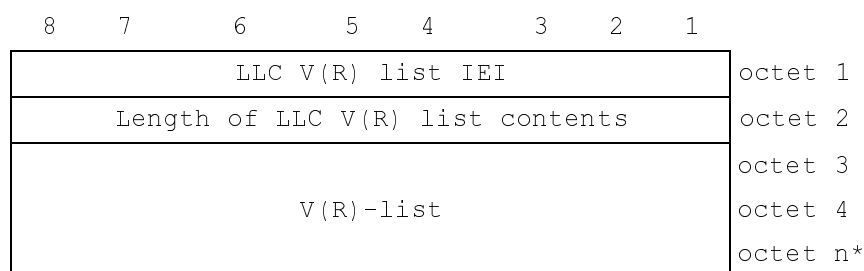 8 7 6 5 4 3 2 1
LLC V(R) list IEI octet 1
Length of LLC V(R) list contents octet 2
octet 3
V(R)-list octet 4
octet n*